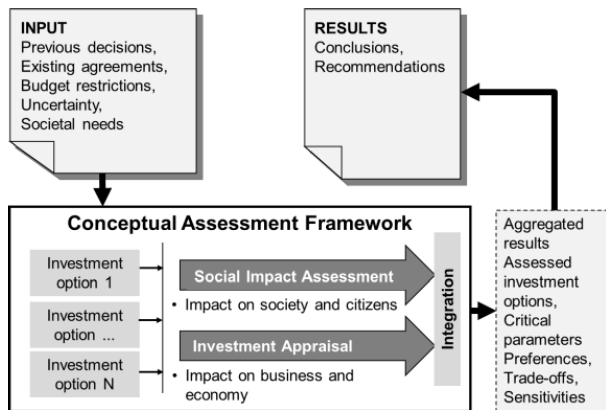 INPUT
Previous decisions,
Existing agreements,
Budget restrictions,
Uncertainty,
Societal needs
RESULTS
Conclusions,
Recommendations
Conceptual Assessment Framework
Investment
option 1
Investment
option ...
Investment
option N
Social Impact Assessment
• Impact on society and citizens
Investment Appraisal
• Impact on business and
economy
Integration
Aggregated
results
Assessed
investment
options,
Critical
parameters
Preferences,
Trade-offs,
Sensitivities